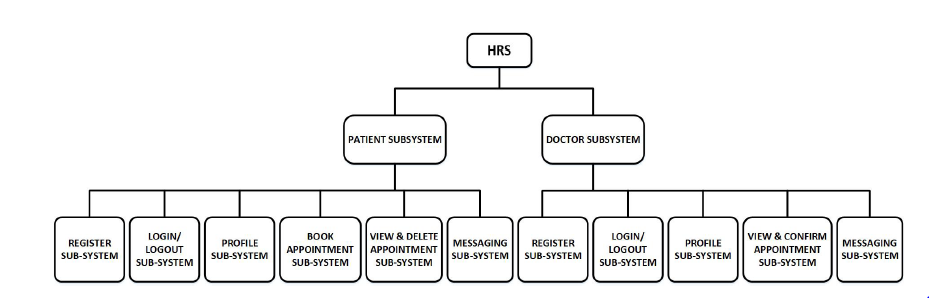 HRS
PATIENT SUBSYSTEM
DOCTOR SUBSYSTEM
REGISTER
SUB-SYSTEM
LOGIN/
LOGOUT
SUB-SYSTEM
PROFILE
SUB-SYSTEM
BOOK
APPOINTMENT
SUB-SYSTEM
VIEW & DELETE
APPOINTMENT
SUB-SYSTEM
MESSAGING
SUB-SYSTEM
REGISTER
SUB-SYSTEM
LOGIN/
LOGOUT
SUB-SYSTEM
PROFILE
SUB-SYSTEM
VIEW & CONFIRM
APPOINTMENT
SUB-SYSTEM
MESSAGING
SUB-SYSTEM